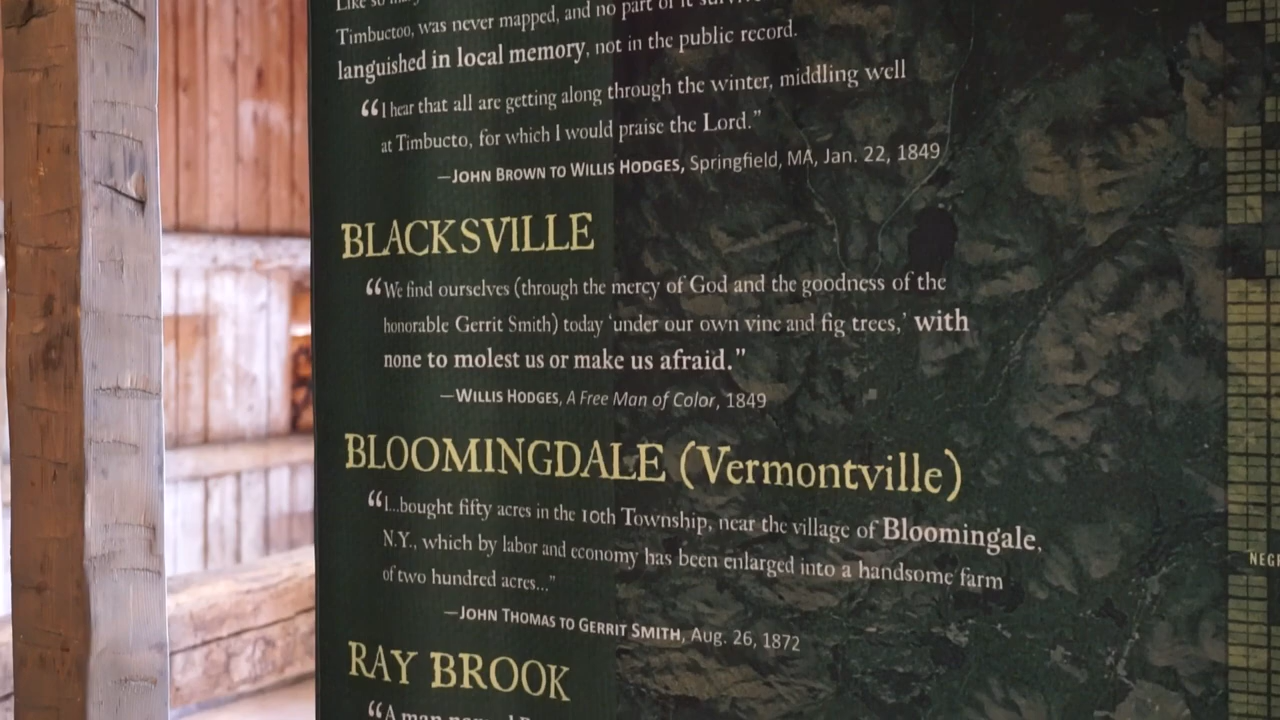 Like so
Timbuctoo, was never mapped, and no part of it
languished in local memory, not in the public record.
“I hear that all are getting along through the winter, middling well
at Timbucto, for which I would praise the Lord.”
—JOHN BROWN TO WILLIS HODGES, Springfield, MA, Jan. 22, 1849
BLACKSVILLE
“We find ourselves (through the mercy of God and the goodness of the
honorable Gerrit Smith) today ‘under our own vine and fig trees,’ with
none to molest us or make us afraid.”
—WILLIS HODGES, A Free Man of Color, 1849
BLOOMINGDALE (Vermontville)
“I...bought fifty acres in the 10th Township, near the village of Bloomingale,
N.Y., which by labor and economy has been enlarged into a handsome farm
of two hundred acres...”
—JOHN THOMAS TO GERRIT SMITH, Aug. 26, 1872
RAY BROOK
“A man